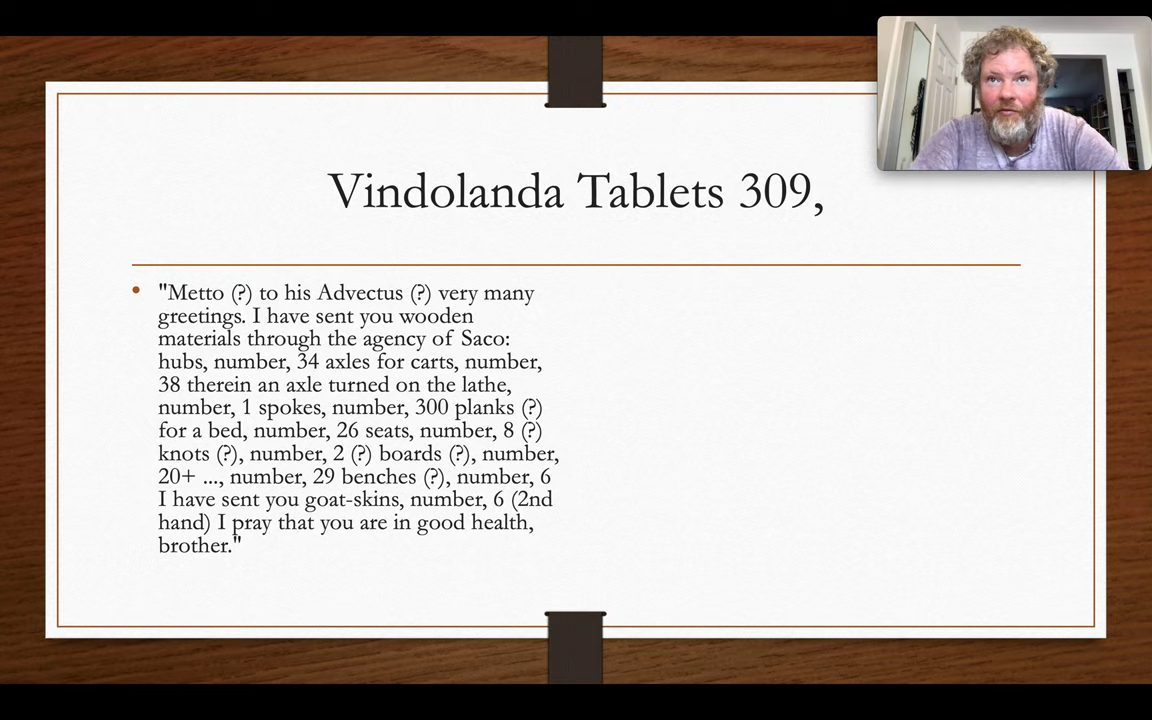 Vindolanda Tablets 309,
• "Metto (?) to his Advectus (?) very many
greetings. I have sent you wooden
materials through the agency of Saco:
hubs, number, 34 axles for carts, number,
38 therein an axle turned on the lathe,
number, 1 spokes, number, 300 planks (?)
for a bed, number, 26 seats, number, 8 (?)
knots (?), number, 2 (?) boards (?), number,
20+ ..., number, 29 benches (?), number, 6
I have sent you goat-skins, number, 6 (2nd
hand) I pray that you are in good health,
brother."